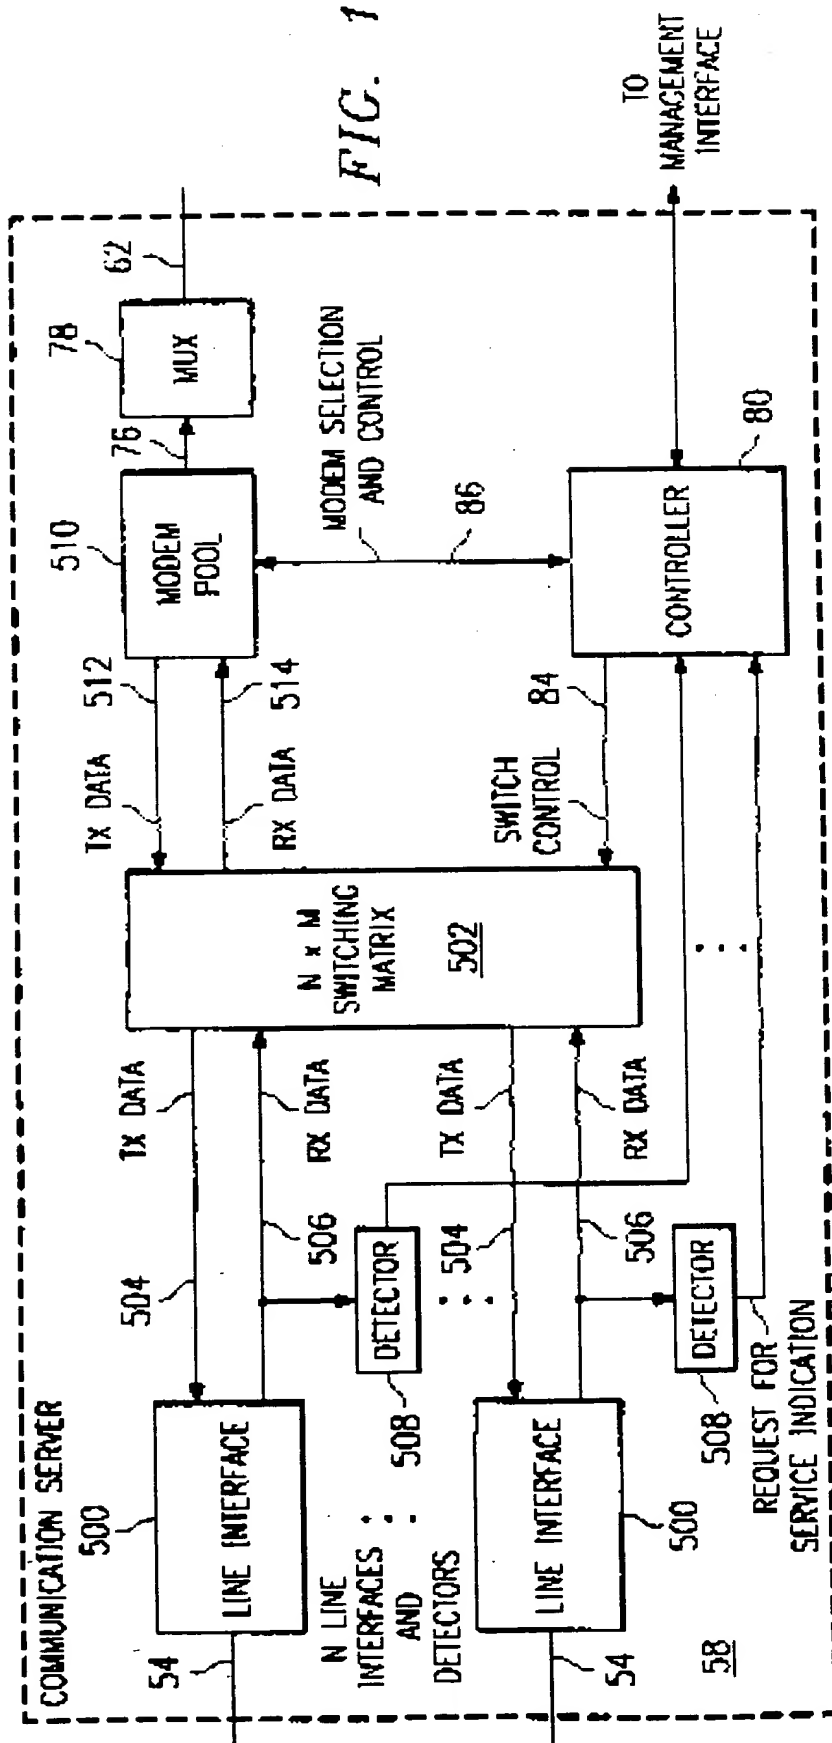 COMMUNICATION SERVER
54
500
LINE INTERFACE
504
TX DATA
506
RX DATA
DETECTOR
508
N LINE
INTERFACES
AND
DETECTORS
54
500
LINE INTERFACE
504
TX DATA
506
RX DATA
DETECTOR
508
REQUEST FOR
SERVICE INDICATION
58
N x M
SWITCHING
MATRIX
502
TX DATA
512
RX DATA
514
SWITCH
CONTROL
84
510
MODEM
POOL
76
78
MUX
62
MODEM SELECTION
AND CONTROL
86
CONTROLLER
80
TO
MANAGEMENT
INTERFACE
FIG. 1